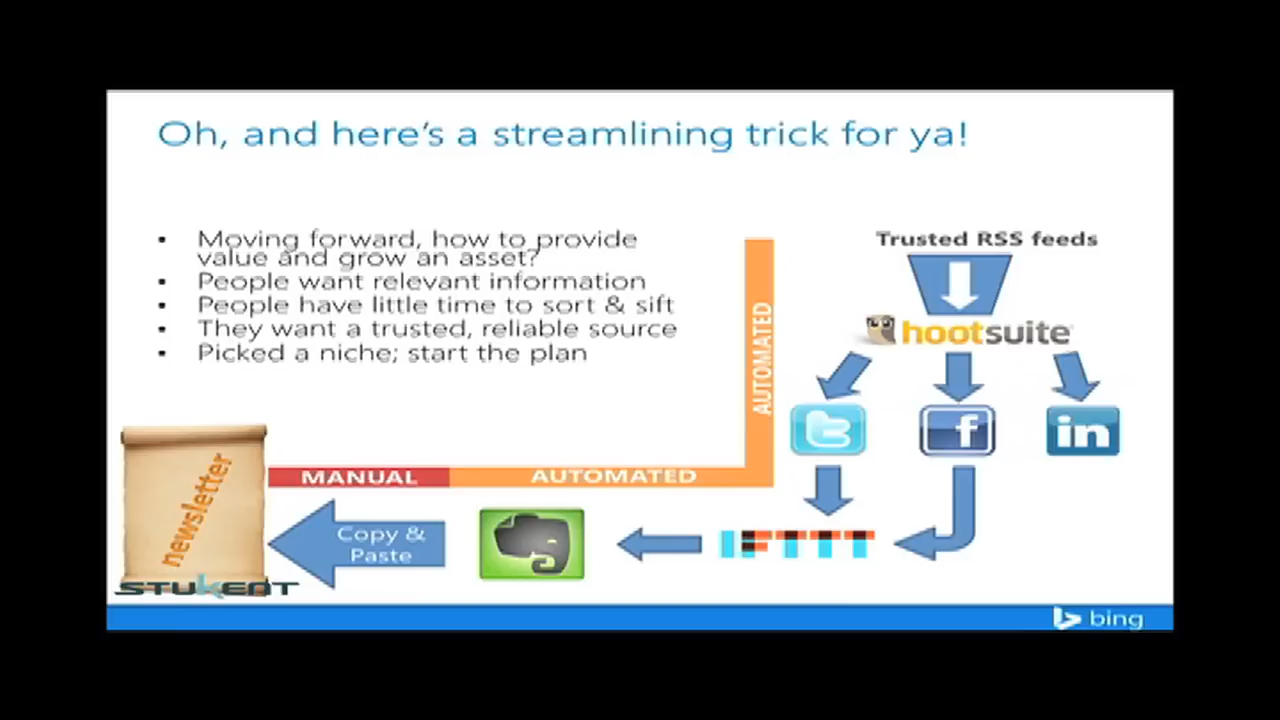 Oh, and here's a streamlining trick for ya!
▪ Moving forward, how to provide
value and grow an asset?
▪ People want relevant information
▪ People have little time to sort & sift
▪ They want a trusted, reliable source
▪ Picked a niche; start the plan
Trusted RSS feeds
hootsuite
AUTOMATED
t
f
in
MANUAL
AUTOMATED
newsletter
Copy &
Paste
IFTTT
STUKENT
bing